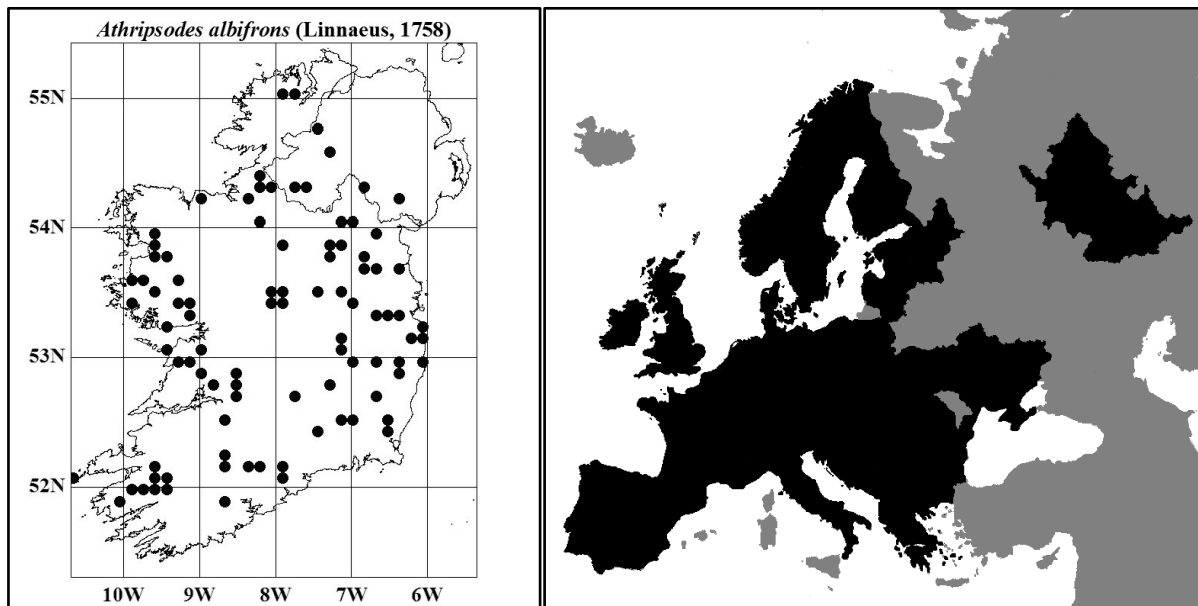 Athripsodes albifrons (Linnaeus, 1758)
55N
54N
53N
52N
10W 9W 8W 7W 6W